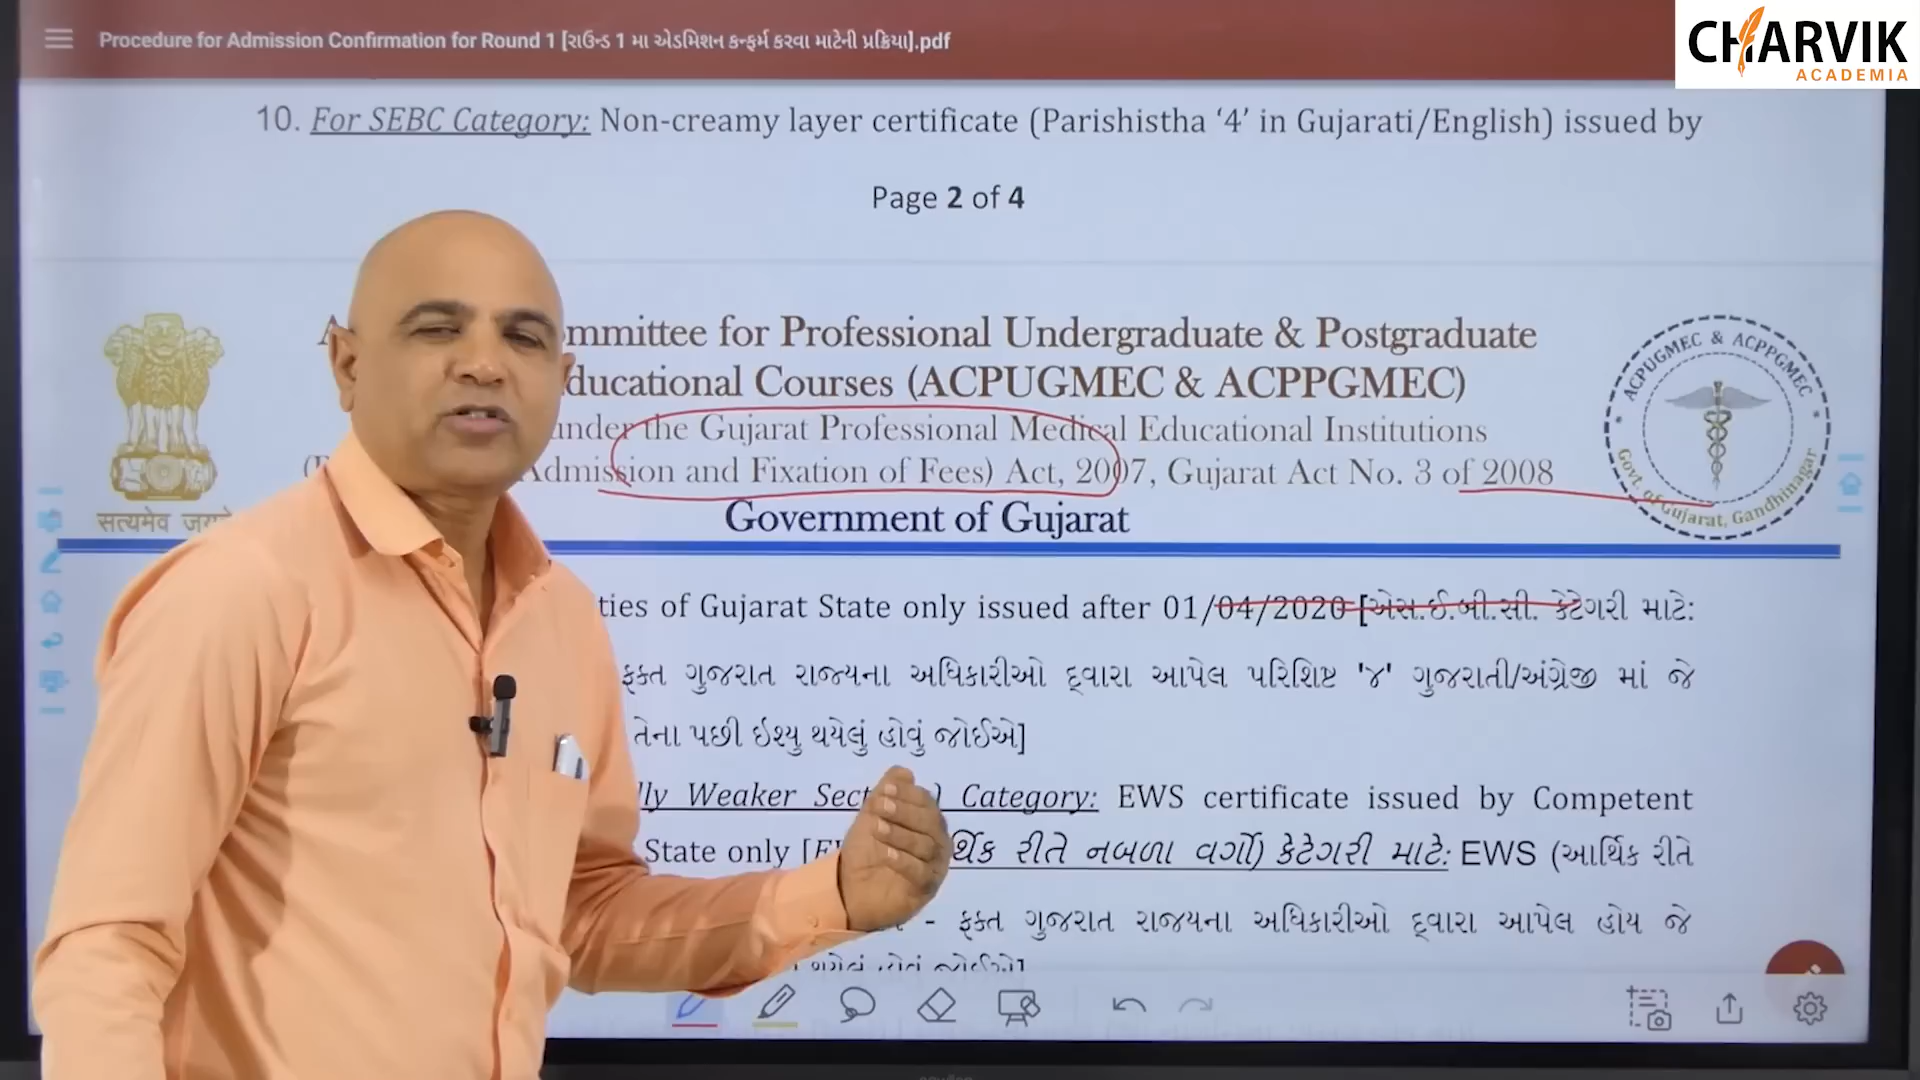 Procedure for Admission Confirmation for Round 1 [રાઉન્ડ 1 મા એડમિશન કન્ફર્મ કરવા માટેની પ્રક્રિયા].pdf
CHARVIK
ACADEMIA
10. For SEBC Category: Non-creamy layer certificate (Parishistha ‘4’ in Gujarati/English) issued by
Page 2 of 4
for Professional Undergraduate & Postgraduate
Courses (ACPUGMEC & ACPPGMEC)
under the Gujarat Professional Medical Educational Institutions
Admission and Fixation of Fees) Act, 2007, Gujarat Act No. 3 of 2008
Government of Gujarat
सत्यमेव
ACPUGMEC & ACPPGMEC
Govt. of Gujarat, Gandhinagar
of Gujarat State only issued after 01/04/2020 [એસ.ઈ.બી.સી. કેટેગરી માટે:
ફક્ત ગુજરાત રાજ્યના અધિકારીઓ દ્વારા આપેલ પરિશિષ્ટ '૪' ગુજરાતી/અંગ્રેજી માં જે
તેના પછી ઇશ્યુ થયેલું હોવું જોઈએ]
Weaker Category: EWS certificate issued by Competent
State only રીતે નબળા વર્ગો) કેટેગરી માટે: EWS (આર્થિક રીતે
- ફક્ત ગુજરાત રાજ્યના અધિકારીઓ દ્વારા આપેલ હોય જે